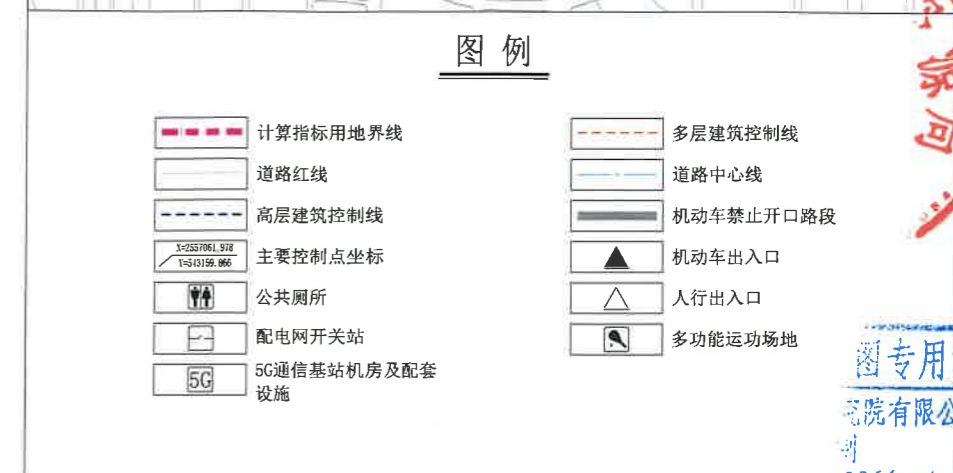 图 例
计算指标用地界线
道路红线
高层建筑控制线
X=2557061.978
Y=543159.066
主要控制点坐标
公共厕所
配电网开关站
5G
5G通信基站机房及配套
设施
多层建筑控制线
道路中心线
机动车禁止开口路段
机动车出入口
人行出入口
多功能运功场地
图专用
院有限公